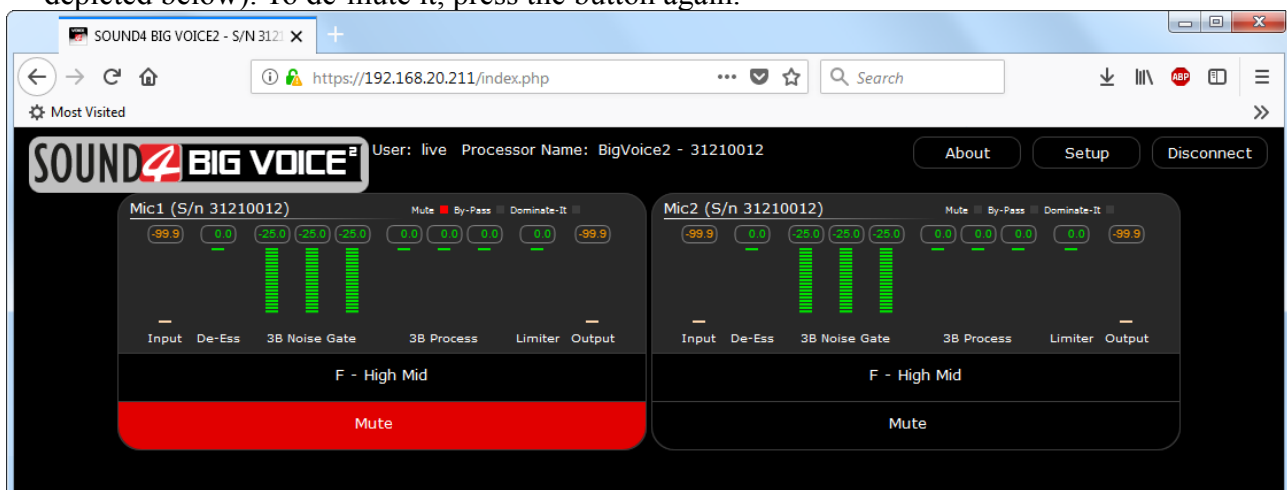 depicted below). To de-mute it, press the button again.
SOUND4 BIG VOICE2 - S/N 3121
https://192.168.20.211/index.php
Search
ABP
Most Visited
SOUND4 BIG VOICE²
User: live Processor Name: BigVoice2 - 31210012
About Setup Disconnect
Mic1 (S/n 31210012) Mute By-Pass Dominate-It
-99.9 0.0 -25.0 -25.0 -25.0 0.0 0.0 0.0 0.0 -99.9
Input De-Ess 3B Noise Gate 3B Process Limiter Output
F - High Mid
Mute
Mic2 (S/n 31210012) Mute By-Pass Dominate-It
-99.9 0.0 -25.0 -25.0 -25.0 0.0 0.0 0.0 0.0 -99.9
Input De-Ess 3B Noise Gate 3B Process Limiter Output
F - High Mid
Mute